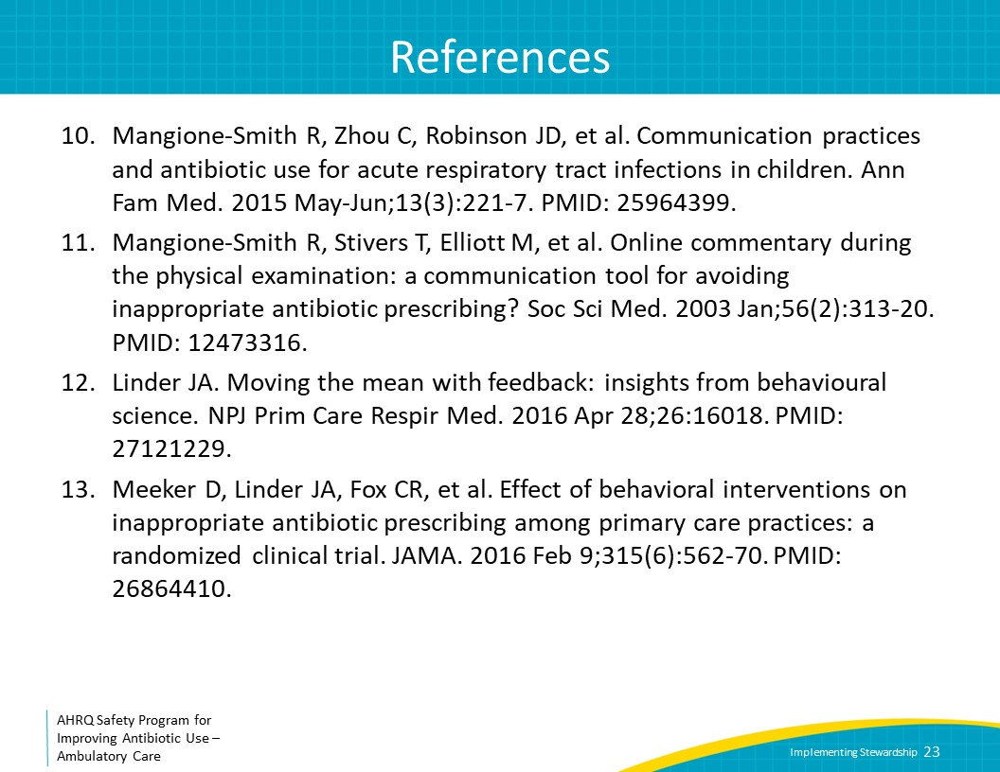 References
10. Mangione-Smith R, Zhou C, Robinson JD, et al. Communication practices
and antibiotic use for acute respiratory tract infections in children. Ann
Fam Med. 2015 May-Jun;13(3):221-7. PMID: 25964399.
11. Mangione-Smith R, Stivers T, Elliott M, et al. Online commentary during
the physical examination: a communication tool for avoiding
inappropriate antibiotic prescribing? Soc Sci Med. 2003 Jan;56(2):313-20.
PMID: 12473316.
12. Linder JA. Moving the mean with feedback: insights from behavioural
science. NPJ Prim Care Respir Med. 2016 Apr 28;26:16018. PMID:
27121229.
13. Meeker D, Linder JA, Fox CR, et al. Effect of behavioral interventions on
inappropriate antibiotic prescribing among primary care practices: a
randomized clinical trial. JAMA. 2016 Feb 9;315(6):562-70. PMID:
26864410.
AHRQ Safety Program for
Improving Antibiotic Use –
Ambulatory Care
Implementing Stewardship 23